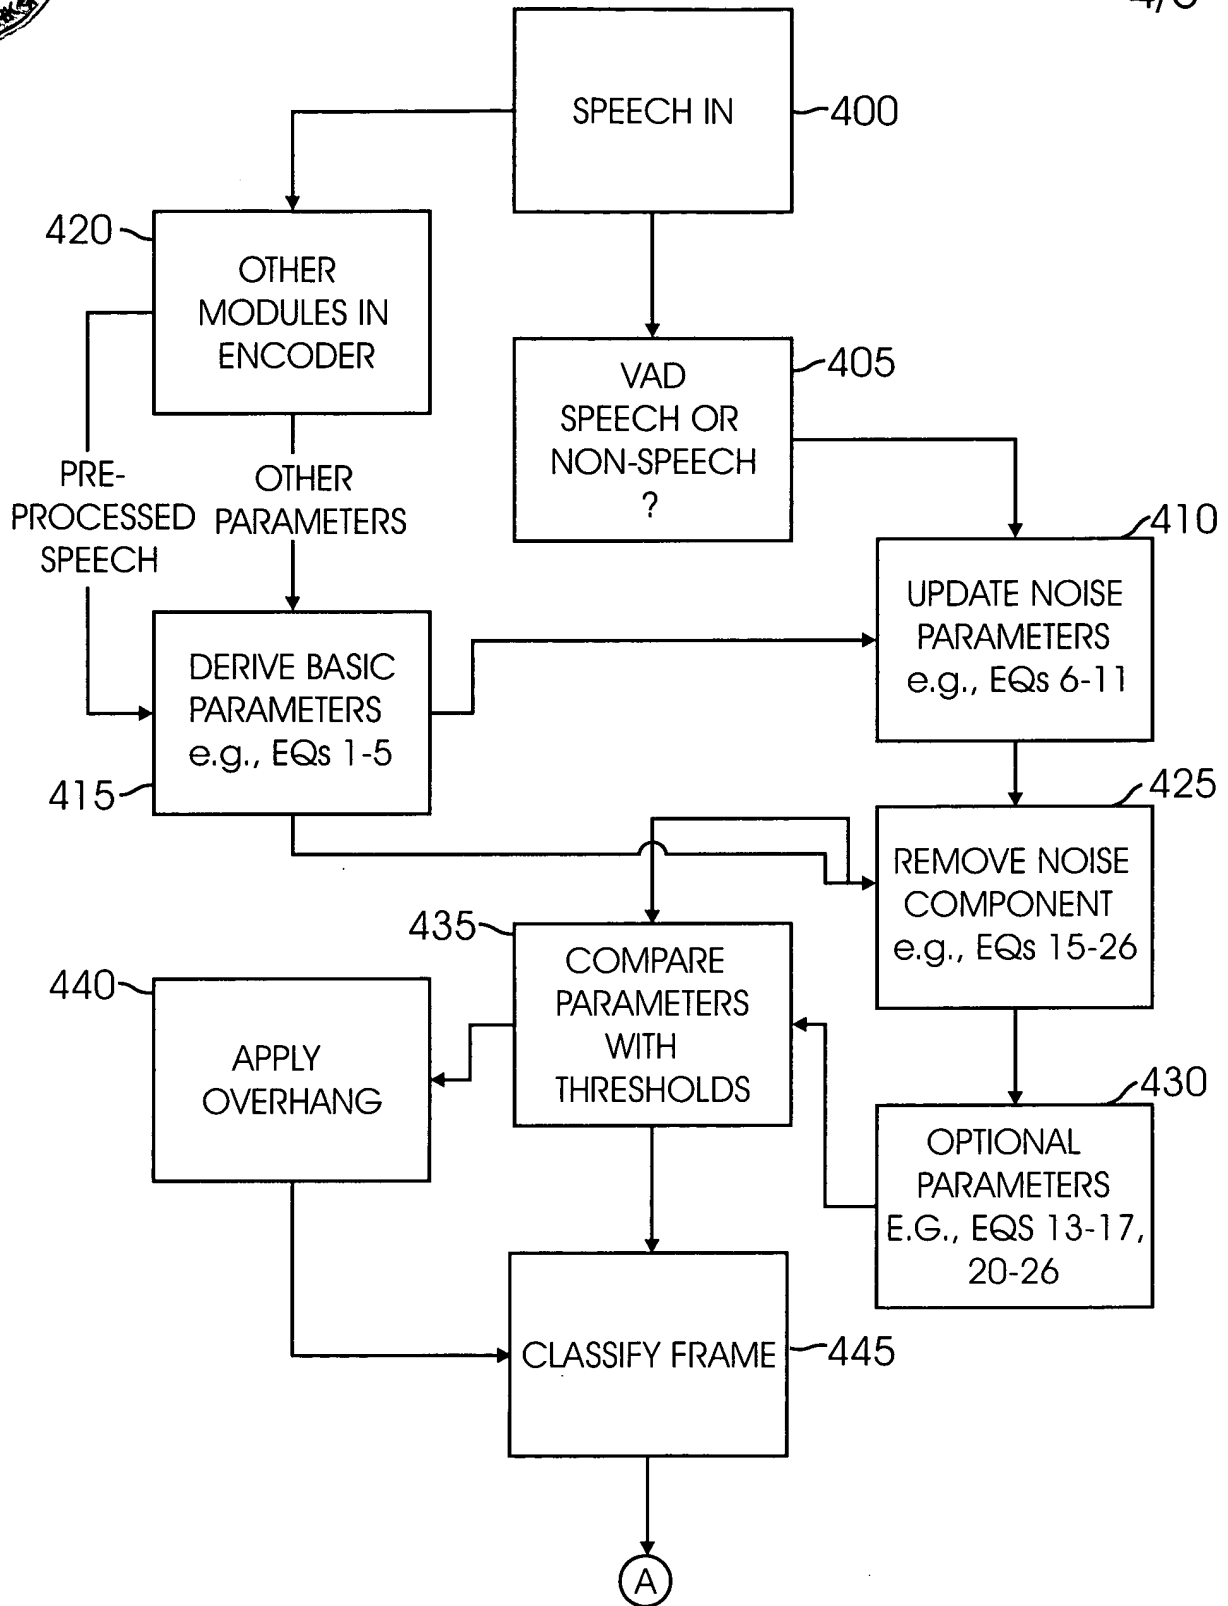 SPEECH IN
400
420
OTHER
MODULES IN
ENCODER
VAD
SPEECH OR
NON-SPEECH
?
405
PRE-
PROCESSED
SPEECH
OTHER
PARAMETERS
410
UPDATE NOISE
PARAMETERS
e.g., EQs 6-11
DERIVE BASIC
PARAMETERS
e.g., EQs 1-5
415
425
REMOVE NOISE
COMPONENT
e.g., EQs 15-26
435
COMPARE
PARAMETERS
WITH
THRESHOLDS
440
APPLY
OVERHANG
430
OPTIONAL
PARAMETERS
E.G., EQS 13-17,
20-26
CLASSIFY FRAME
445
A